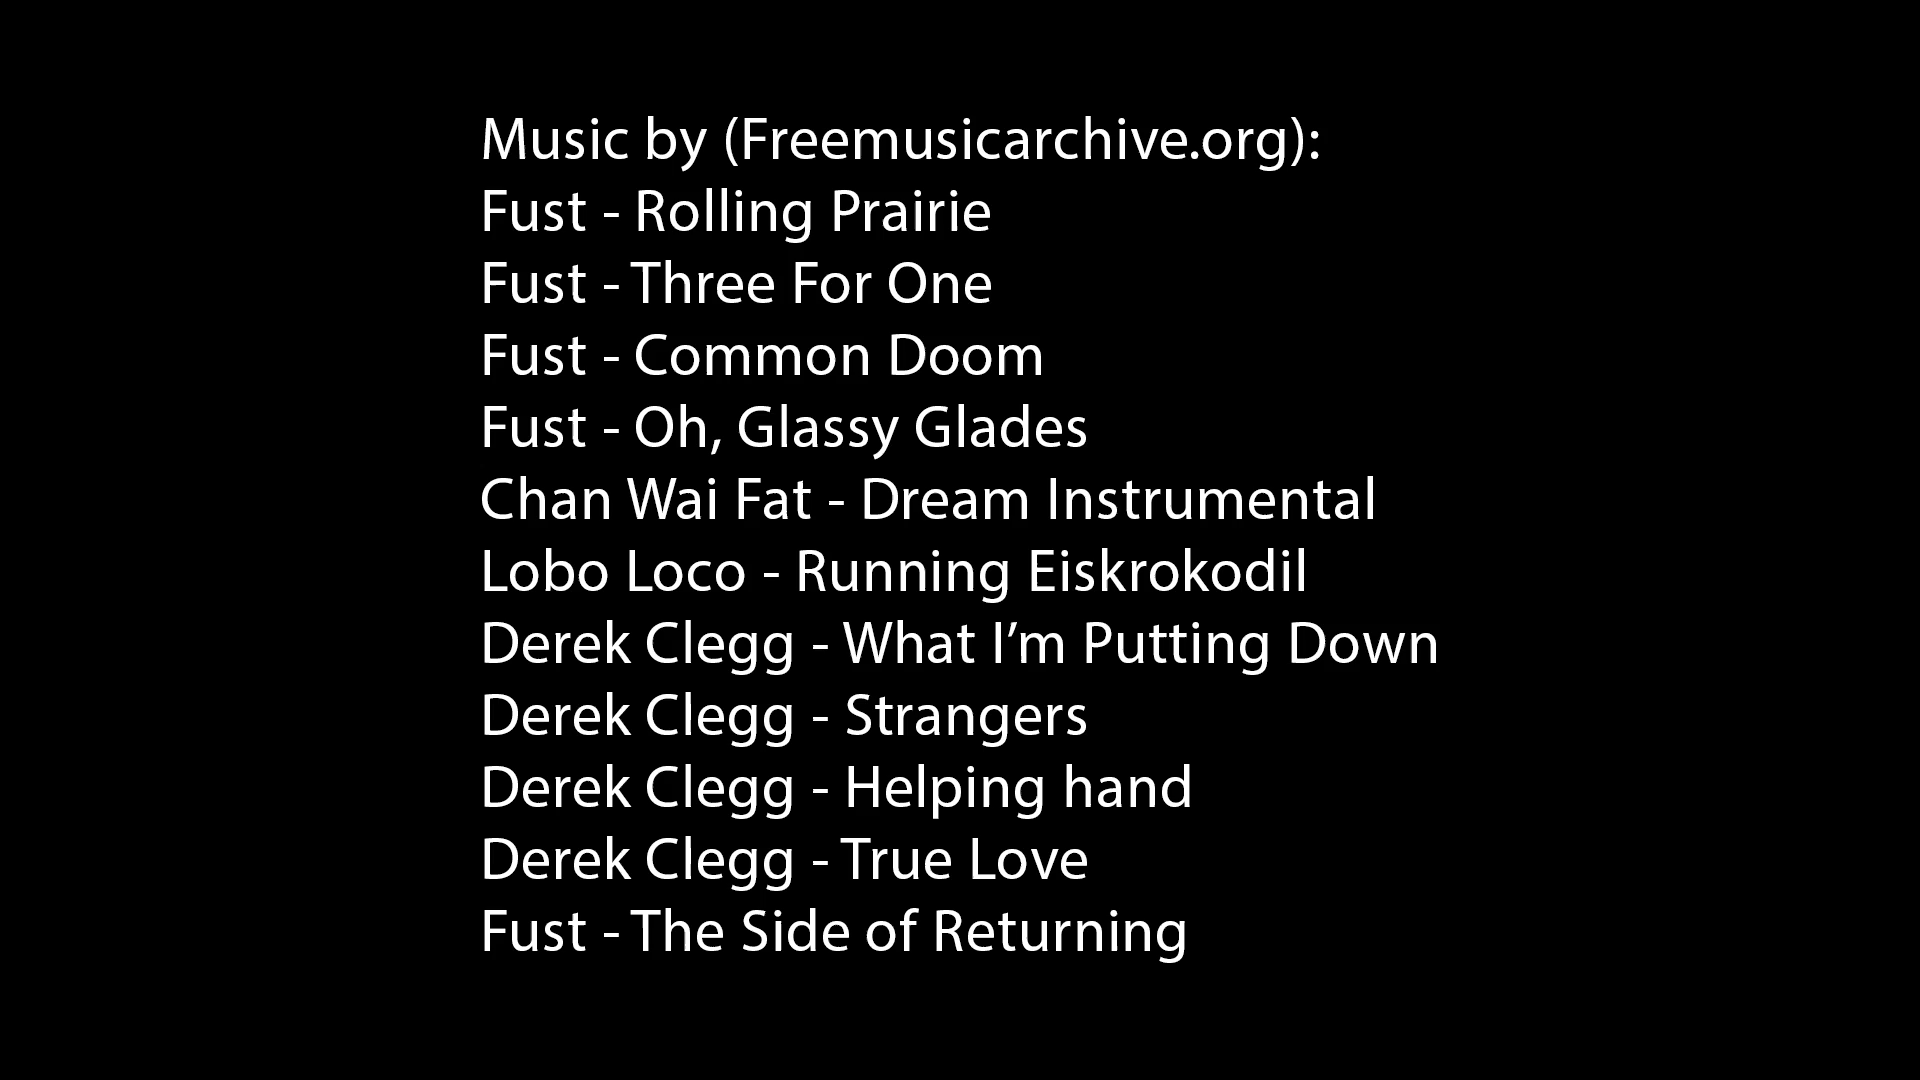 Music by (Freemusicarchive.org):
Fust - Rolling Prairie
Fust - Three For One
Fust - Common Doom
Fust - Oh, Glassy Glades
Chan Wai Fat - Dream Instrumental
Lobo Loco - Running Eiskrokodil
Derek Clegg - What I’m Putting Down
Derek Clegg - Strangers
Derek Clegg - Helping hand
Derek Clegg - True Love
Fust - The Side of Returning